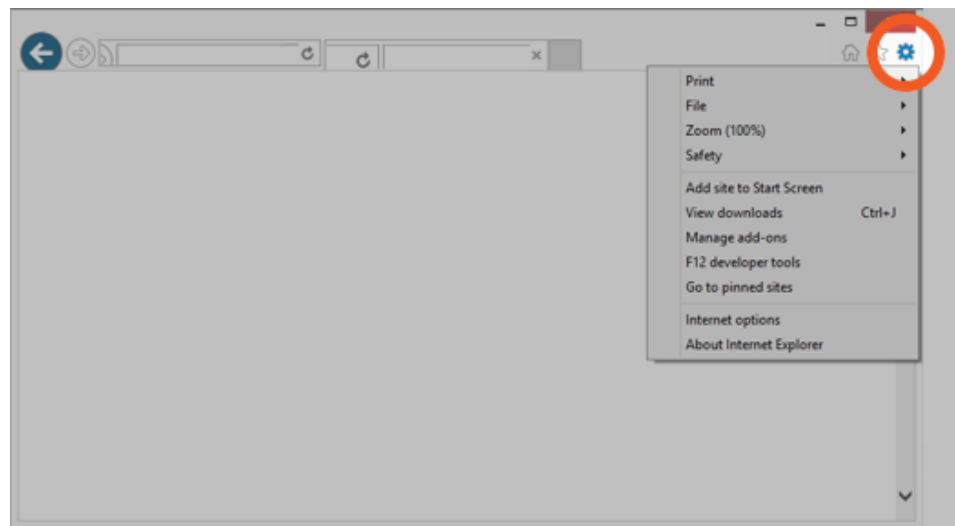 Print
File
Zoom (100%)
Safety
Add site to Start Screen
View downloads Ctrl+J
Manage add-ons
F12 developer tools
Go to pinned sites
Internet options
About Internet Explorer